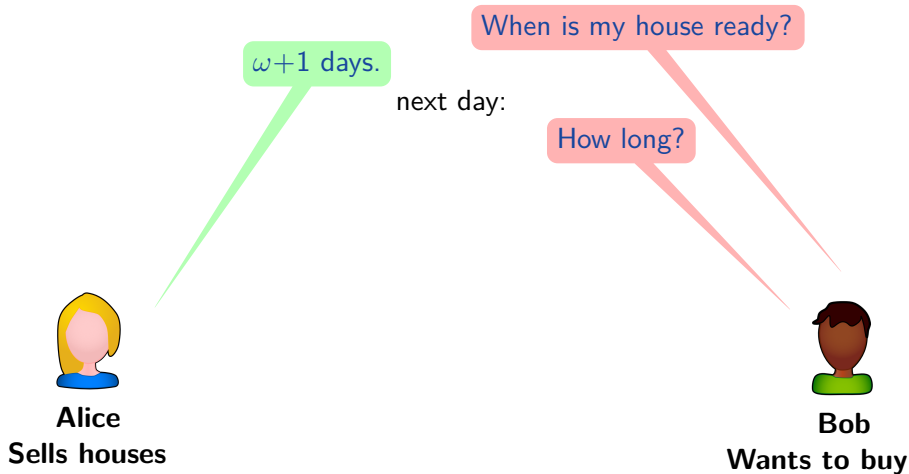 When is my house ready?
ω+1 days.
next day:
How long?
Alice
Sells houses
Bob
Wants to buy